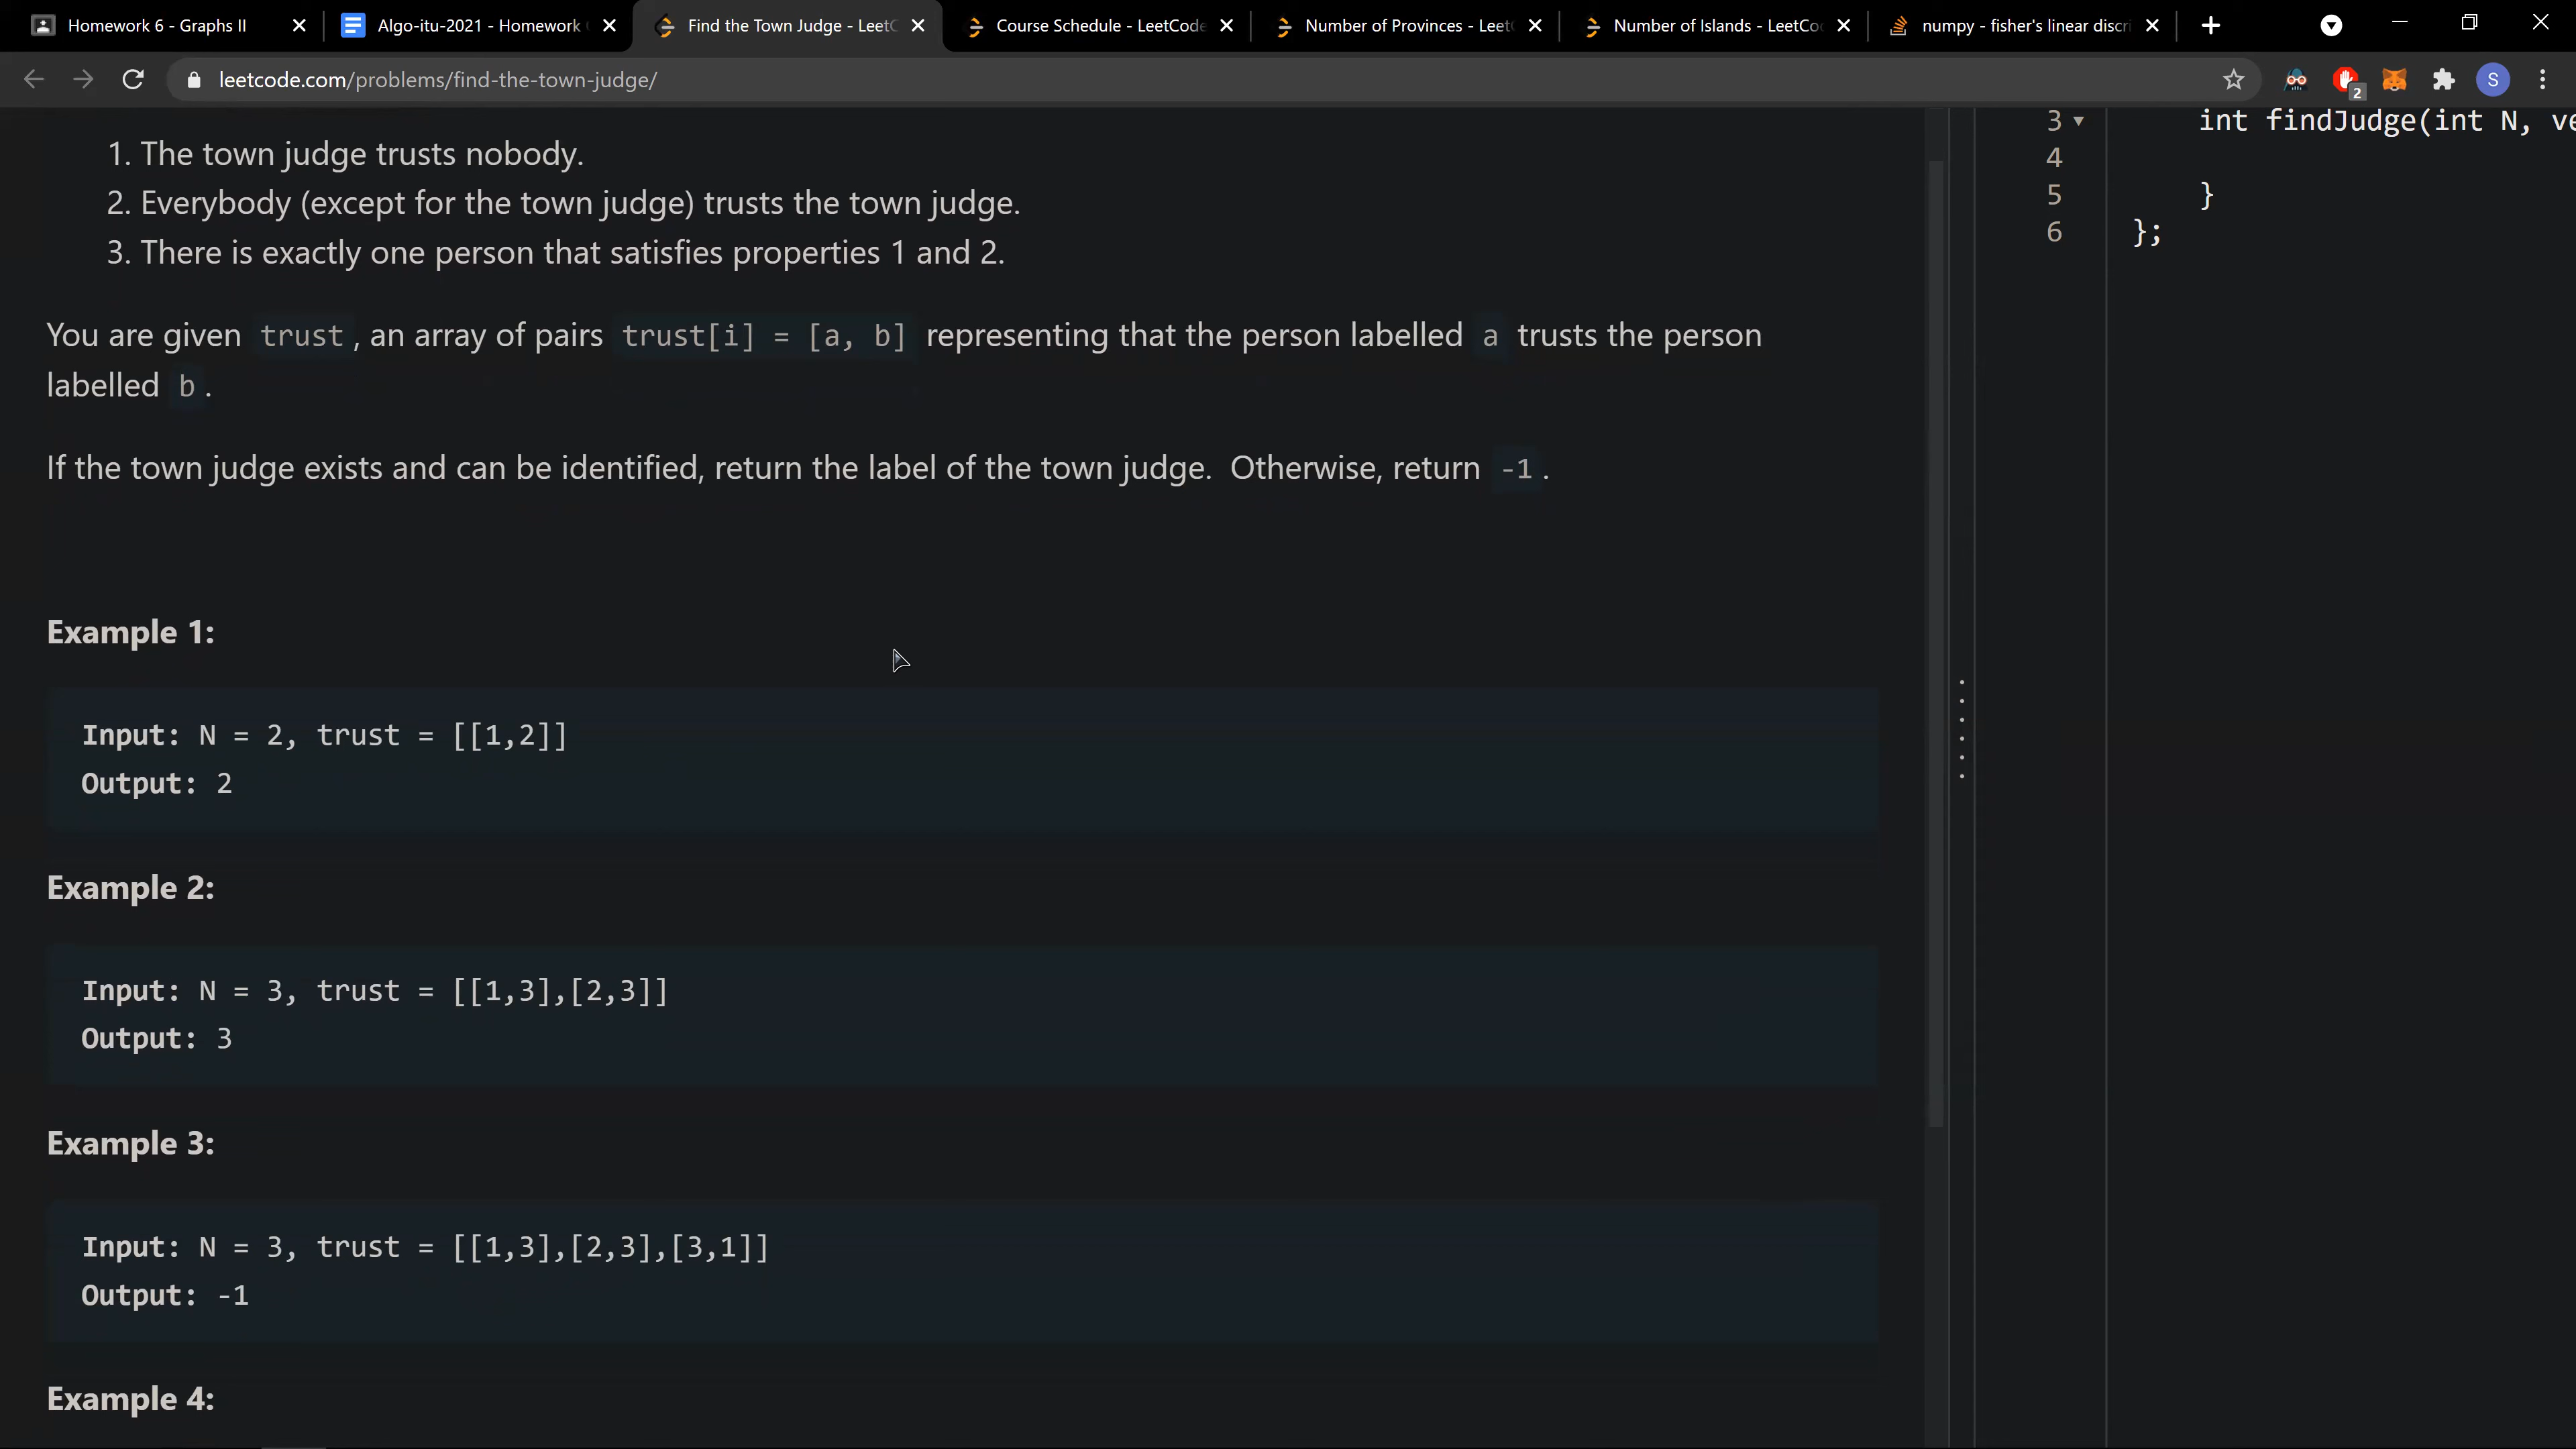 Homework 6 - Graphs II
Algo-itu-2021 - Homework
Find the Town Judge - LeetC
Course Schedule - LeetCode
Number of Provinces - Leet
Number of Islands - LeetCo
numpy - fisher's linear discri
leetcode.com/problems/find-the-town-judge/
2
S
1. The town judge trusts nobody.
2. Everybody (except for the town judge) trusts the town judge.
3. There is exactly one person that satisfies properties 1 and 2.
You are given trust, an array of pairs trust[i] = [a, b] representing that the person labelled a trusts the person
labelled b.
If the town judge exists and can be identified, return the label of the town judge. Otherwise, return -1.
Example 1:
Input: N = 2, trust = [[1,2]]
Output: 2
Example 2:
Input: N = 3, trust = [[1,3],[2,3]]
Output: 3
Example 3:
Input: N = 3, trust = [[1,3],[2,3],[3,1]]
Output: -1
Example 4:
3 int findJudge(int N, ve
4
5 }
6 };